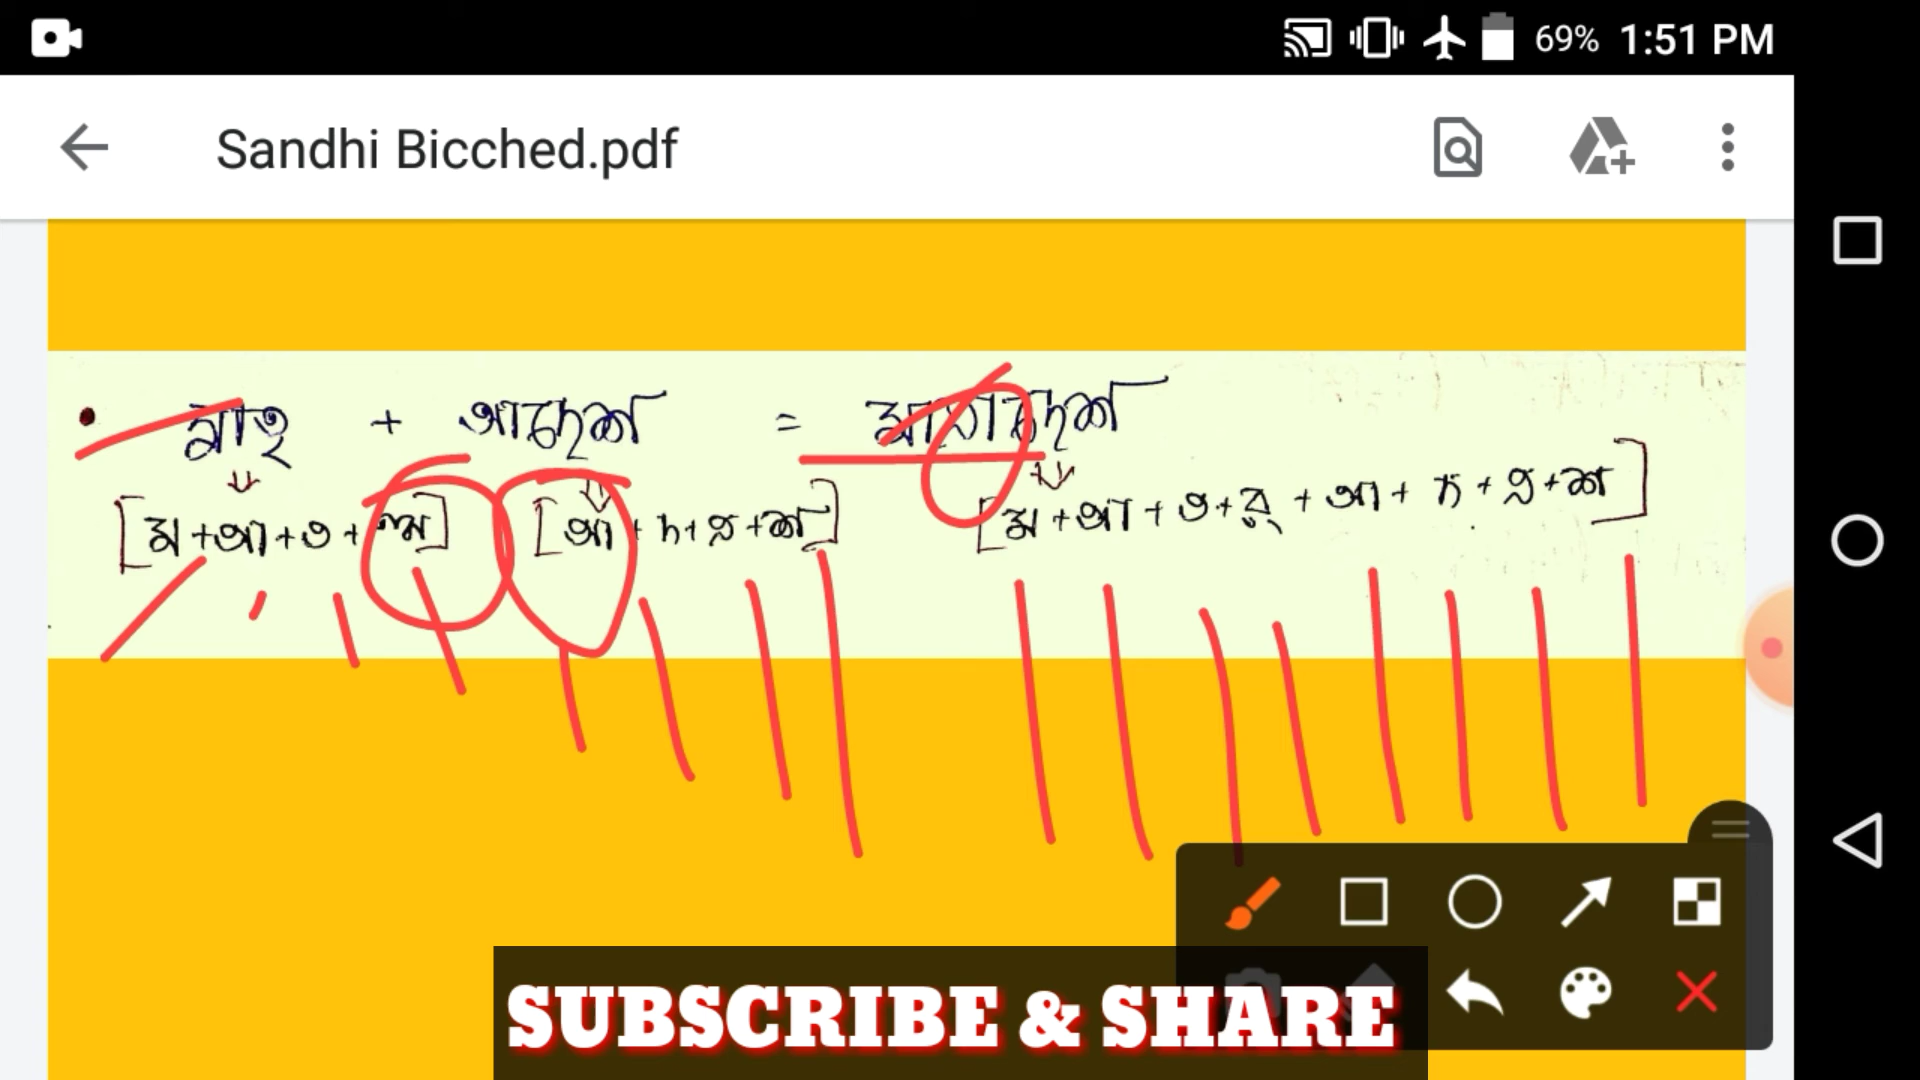 69% 1:51 PM
Sandhi Bicched.pdf
মাতৃ + আদেশ = মাত্রাদেশ
[ম+আ+ত+ঋ] [আ+দ+এ+শ] [ম+আ+ত+র্+আ+দ+এ+শ]
SUBSCRIBE & SHARE